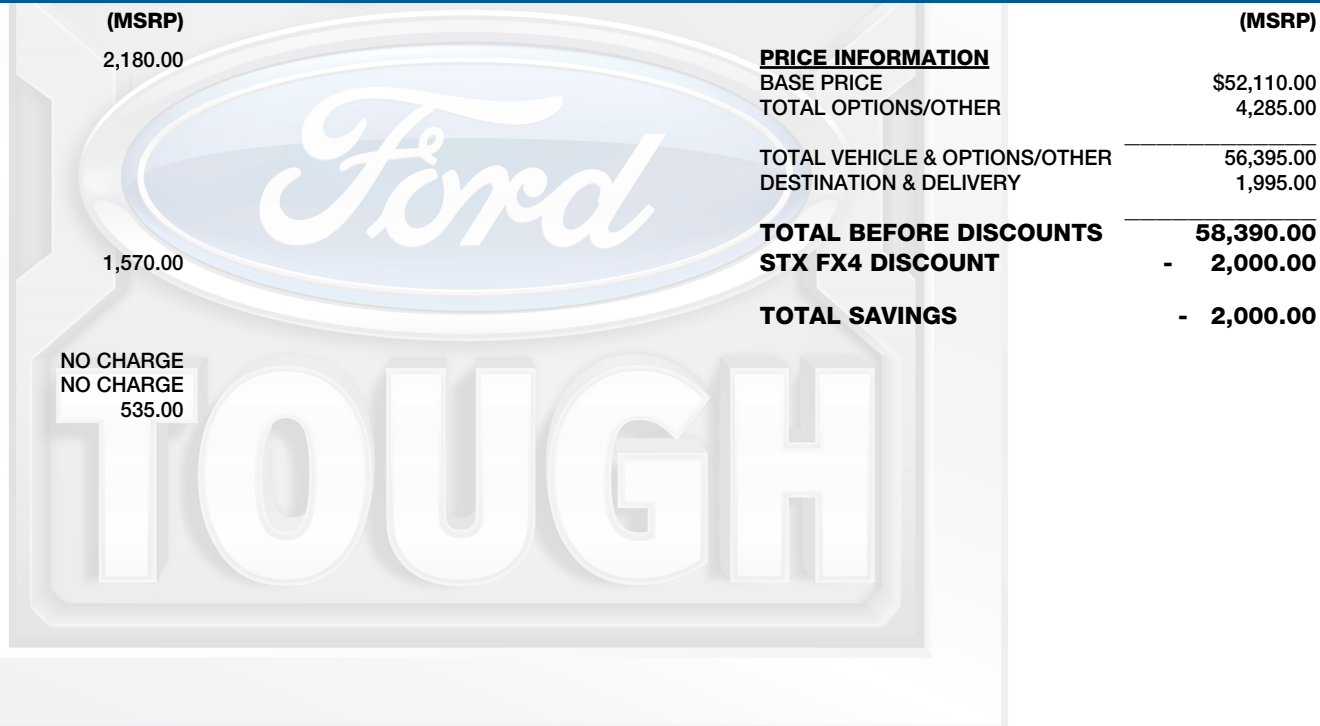 (MSRP)
2,180.00
1,570.00
NO CHARGE
NO CHARGE
535.00
(MSRP)
PRICE INFORMATION
BASE PRICE $52,110.00
TOTAL OPTIONS/OTHER 4,285.00
TOTAL VEHICLE & OPTIONS/OTHER 56,395.00
DESTINATION & DELIVERY 1,995.00
TOTAL BEFORE DISCOUNTS 58,390.00
STX FX4 DISCOUNT - 2,000.00
TOTAL SAVINGS - 2,000.00
Ford
TOUGH